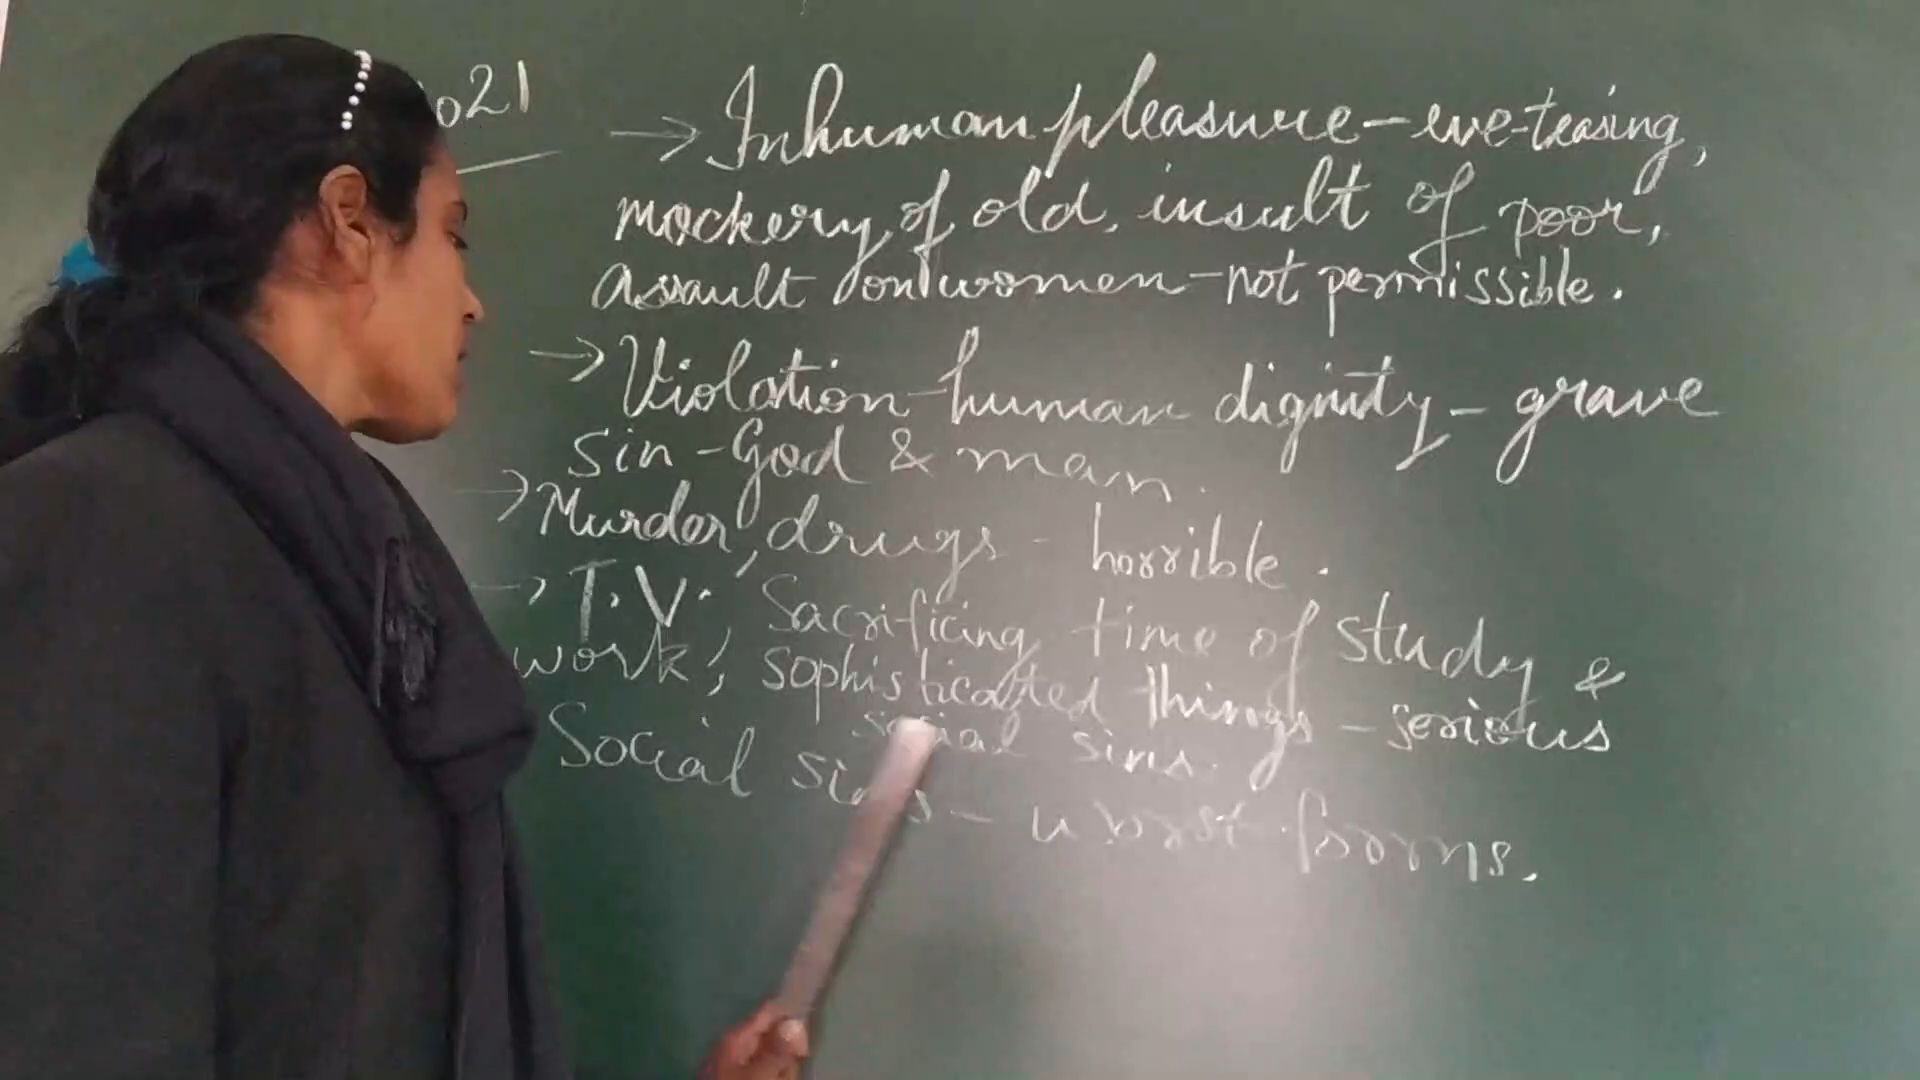 021
→ Inhuman pleasure - eve-teasing,
mockery of old, insult of poor,
assault on women - not permissible.
→ Violation - human dignity - grave
sin - God & man.
→ Murder, drugs - horrible.
→ T.V. Sacrificing time of study &
work, sophisticated things - serious
social sins.
Social sins - worst forms.